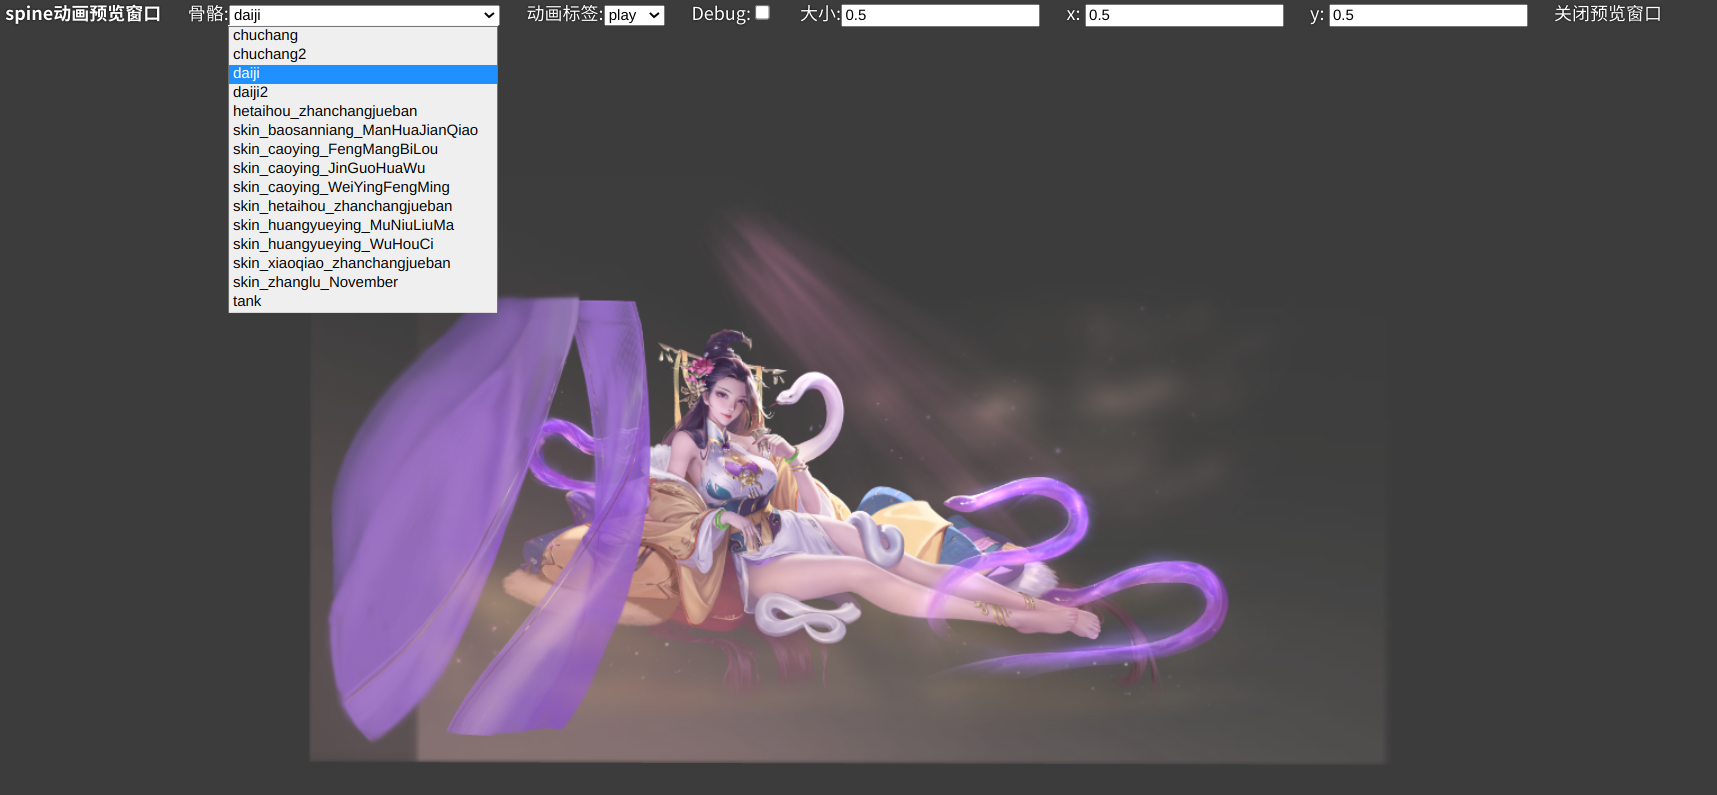 spine动画预览窗口 骨骼: daiji 动画标签: play Debug: 大小: 0.5 x: 0.5 y: 0.5 关闭预览窗口
chuchang
chuchang2
daiji
daiji2
hetaihou_zhanchangjueban
skin_baosanniang_ManHuaJianQiao
skin_caoying_FengMangBiLou
skin_caoying_JinGuoHuaWu
skin_caoying_WeiYingFengMing
skin_hetaihou_zhanchangjueban
skin_huangyueying_MuNiuLiuMa
skin_huangyueying_WuHouCi
skin_xiaoqiao_zhanchangjueban
skin_zhanglu_November
tank